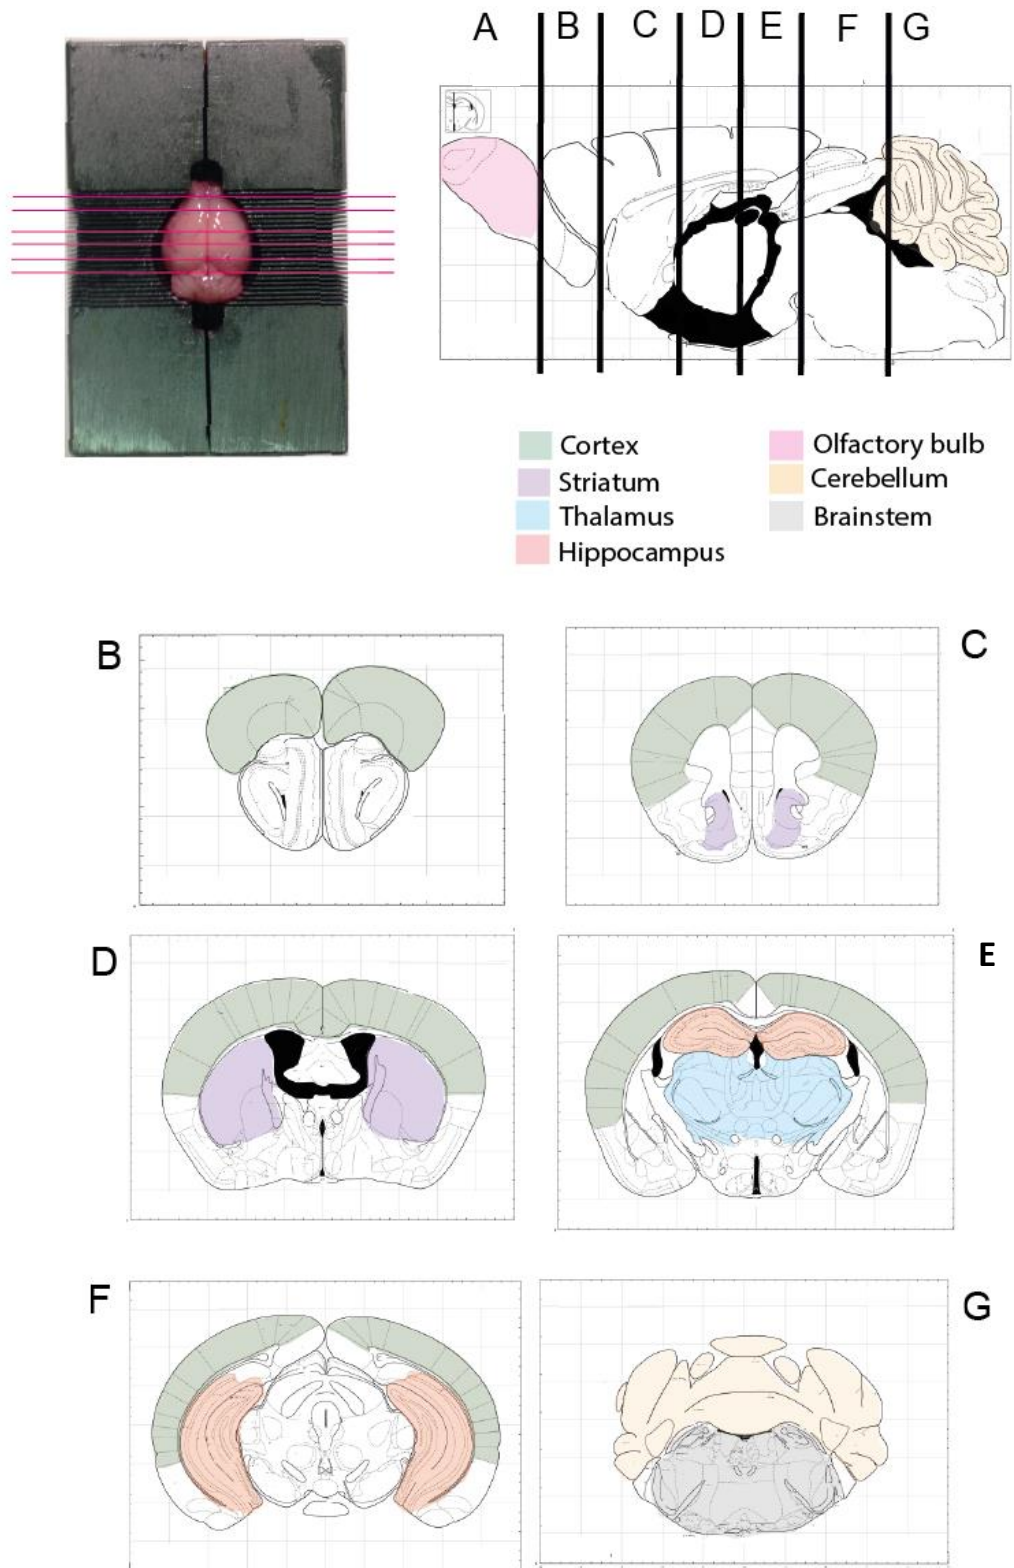 A B C D E F G
Cortex
Striatum
Thalamus
Hippocampus
Olfactory bulb
Cerebellum
Brainstem
B
C
D
E
F
G